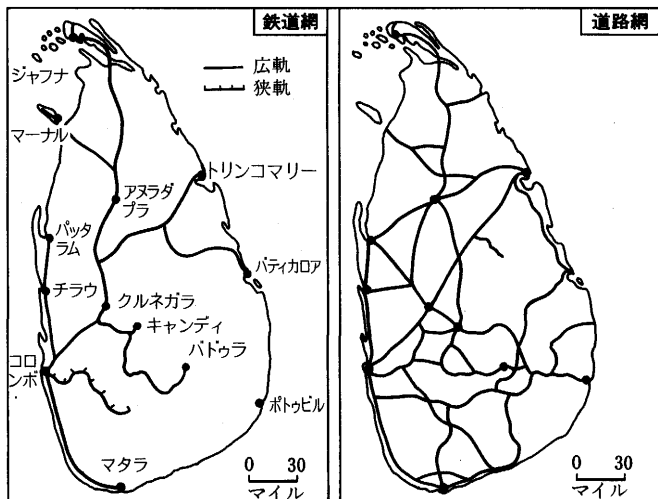 鉄道網
広軌
狭軌
ジャフナ
マーナル
トリンコマリー
アヌラダ
プラ
パッタ
ラム
バティカロア
チラウ
クルネガラ
キャンディ
バドゥラ
コロ
ンボ
ポトゥビル
マタラ
0 30
マイル
道路網
0 30
マイル